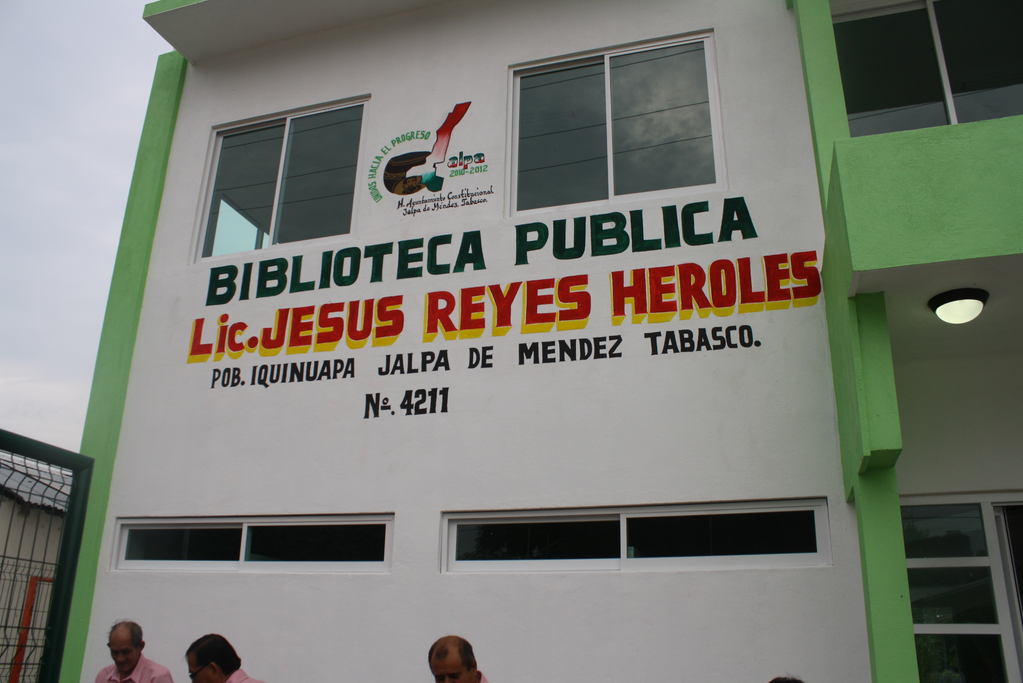 UNIDOS HACIA EL PROGRESO
Jalpa
2010-2012
H. Ayuntamiento Constitucional
Jalpa de Méndez, Tabasco.
BIBLIOTECA PUBLICA
Lic. JESUS REYES HEROLES
POB. IQUINUAPA JALPA DE MENDEZ TABASCO.
Nº. 4211